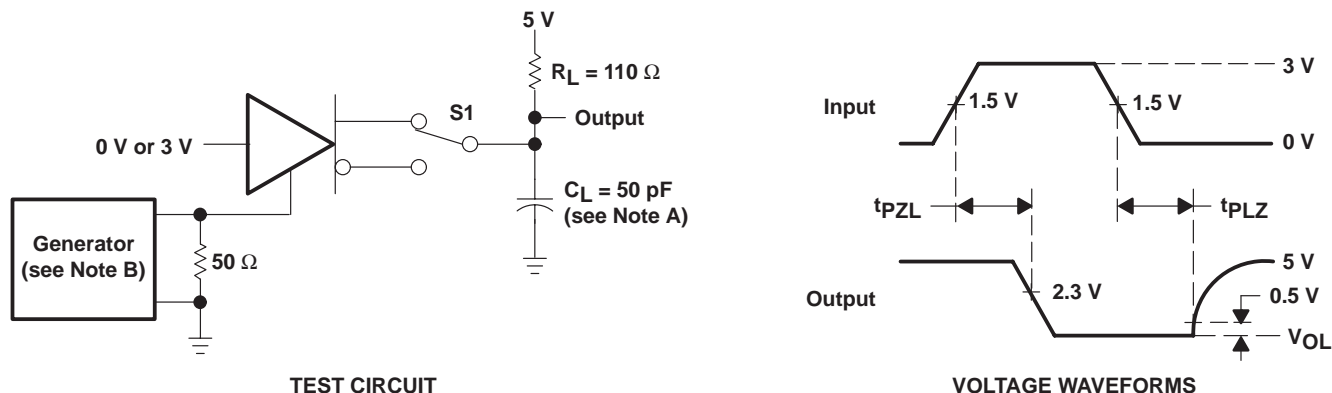 5 V
RL = 110 Ω
S1
Output
0 V or 3 V
CL = 50 pF
(see Note A)
Generator
(see Note B)
50 Ω
TEST CIRCUIT
3 V
Input
1.5 V
1.5 V
0 V
tPZL
tPLZ
5 V
Output
2.3 V
0.5 V
VOL
VOLTAGE WAVEFORMS